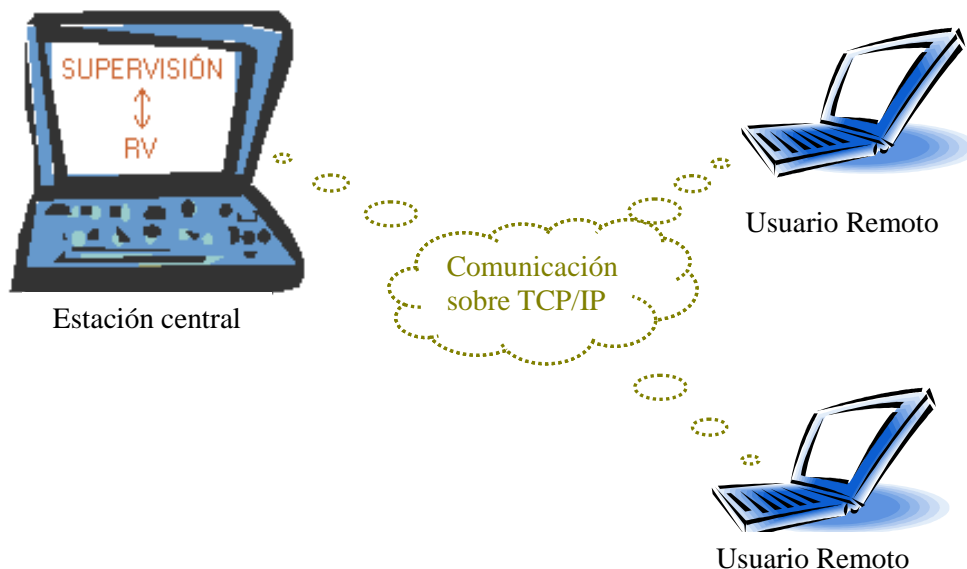 SUPERVISIÓN
RV
Estación central
Comunicación
sobre TCP/IP
Usuario Remoto
Usuario Remoto